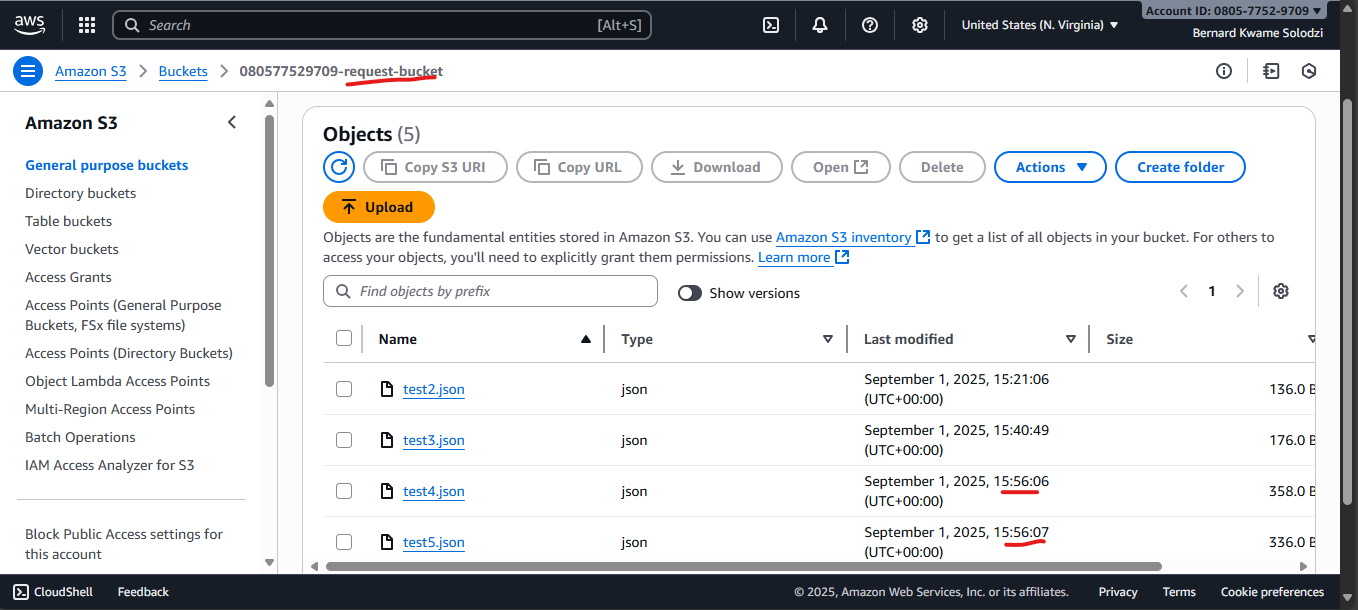 aws
Search
[Alt+S]
United States (N. Virginia)
Account ID: 0805-7752-9709
Bernard Kwame Solodzi
Amazon S3
Buckets
080577529709-request-bucket
Amazon S3
General purpose buckets
Directory buckets
Table buckets
Vector buckets
Access Grants
Access Points (General Purpose
Buckets, FSx file systems)
Access Points (Directory Buckets)
Object Lambda Access Points
Multi-Region Access Points
Batch Operations
IAM Access Analyzer for S3
Block Public Access settings for
this account
Objects (5)
Copy S3 URI
Copy URL
Download
Open
Delete
Actions
Create folder
Upload
Objects are the fundamental entities stored in Amazon S3. You can use Amazon S3 inventory to get a list of all objects in your bucket. For others to
access your objects, you'll need to explicitly grant them permissions. Learn more
Find objects by prefix
Show versions
1
Name Type Last modified Size
test2.json json September 1, 2025, 15:21:06 136.0 B
(UTC+00:00)
test3.json json September 1, 2025, 15:40:49 176.0 B
(UTC+00:00)
test4.json json September 1, 2025, 15:56:06 358.0 B
(UTC+00:00)
test5.json json September 1, 2025, 15:56:07 336.0 B
(UTC+00:00)
CloudShell
Feedback
© 2025, Amazon Web Services, Inc. or its affiliates.
Privacy
Terms
Cookie preferences